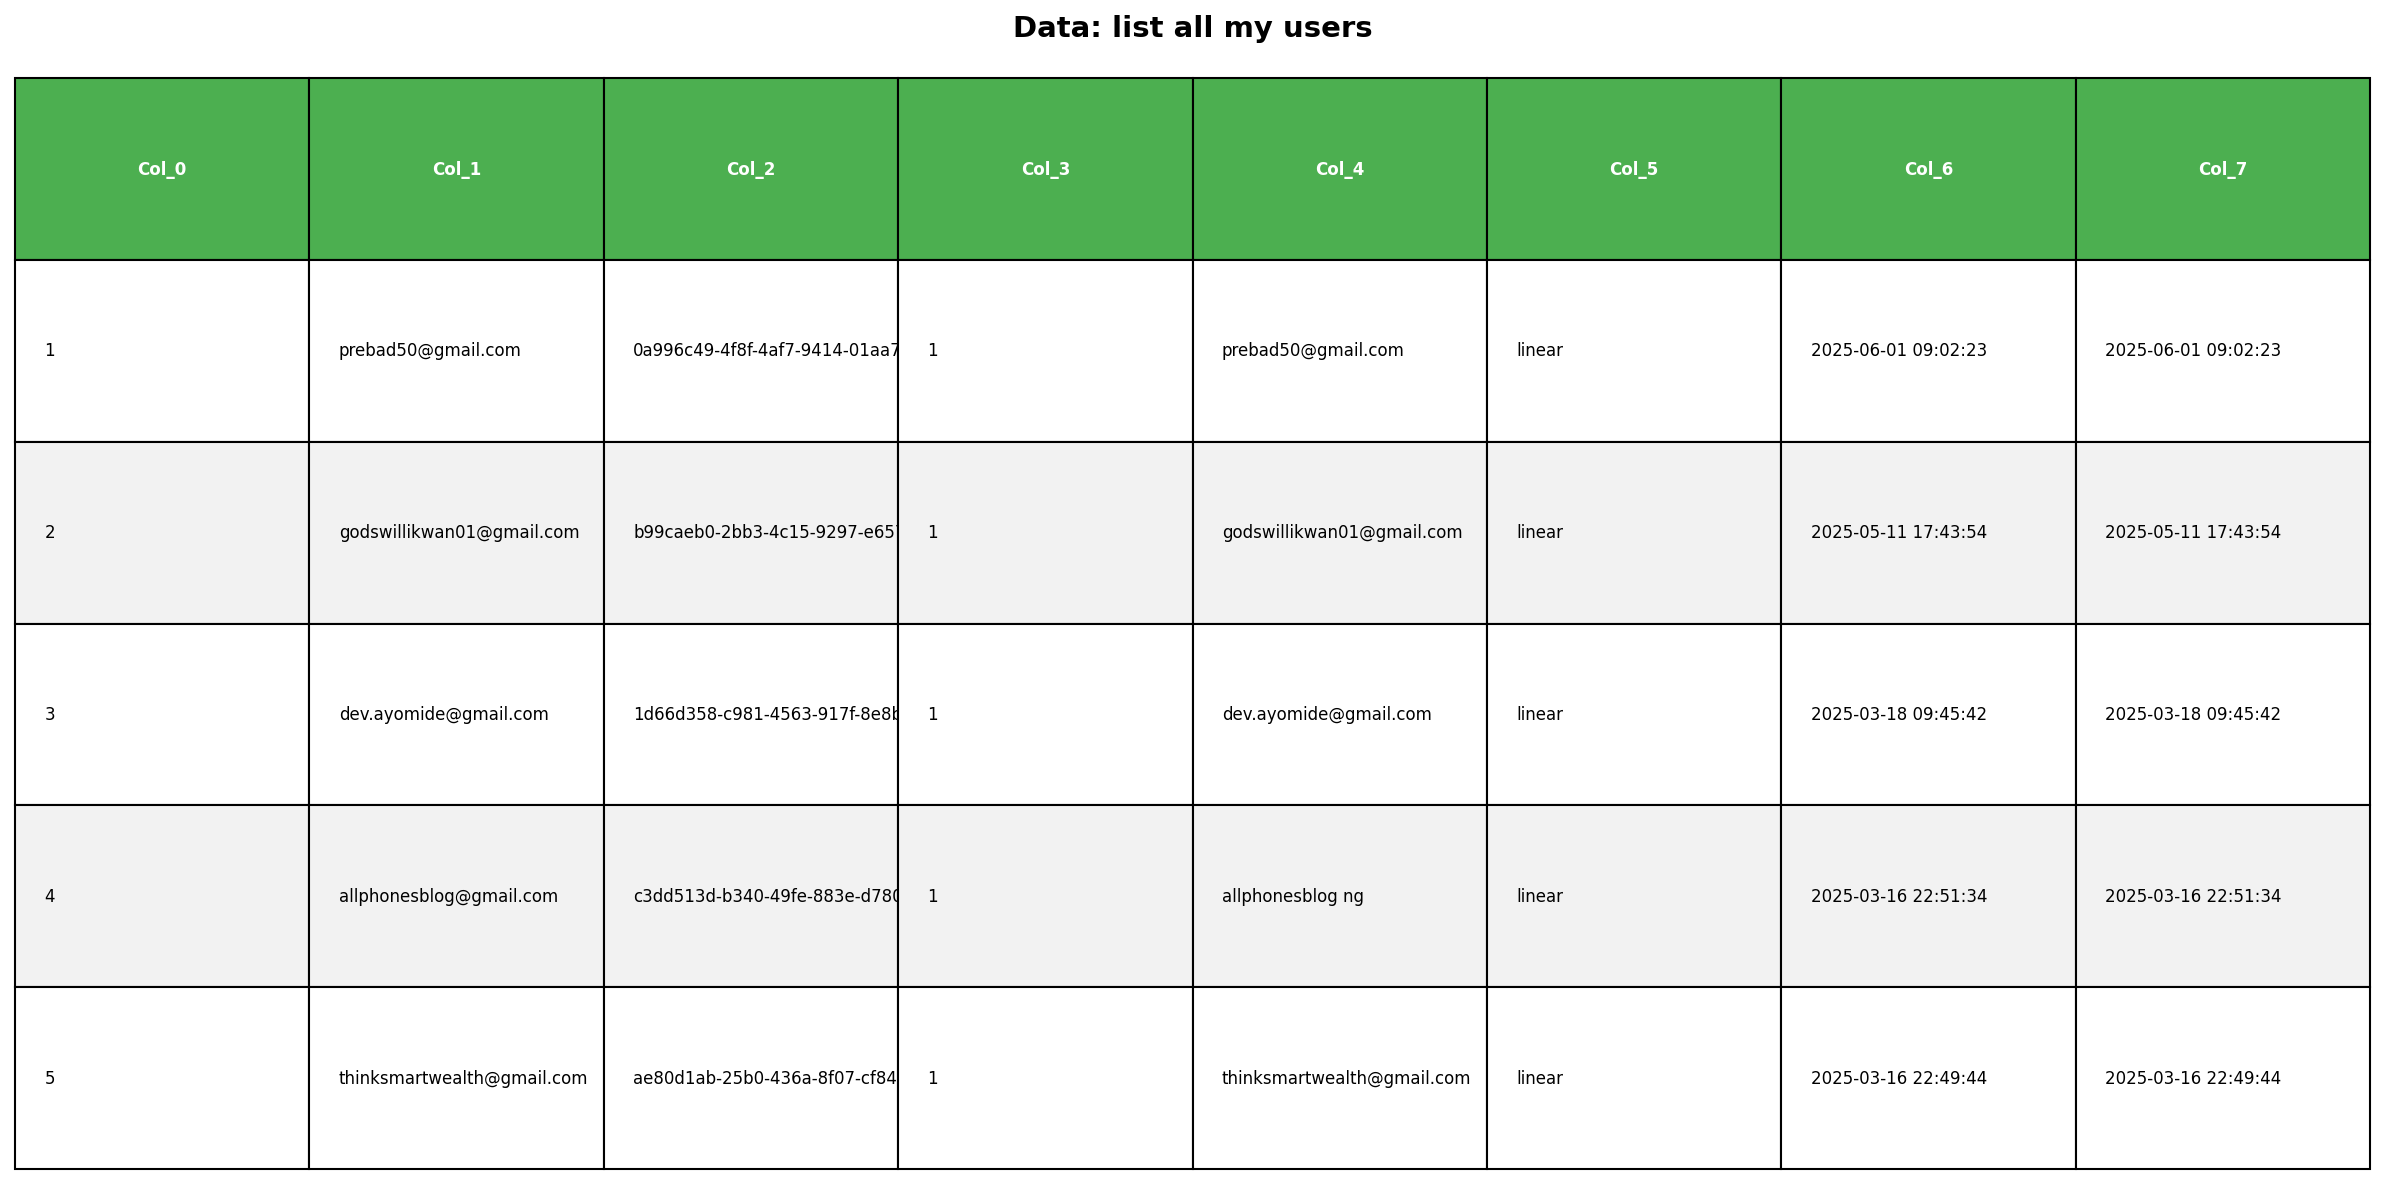 Data: list all my users
Col_0 Col_1 Col_2 Col_3 Col_4 Col_5 Col_6 Col_7
1 prebad50@gmail.com 0a996c49-4f8f-4af7-9414-01aa7 1 prebad50@gmail.com linear 2025-06-01 09:02:23 2025-06-01 09:02:23
2 godswillikwan01@gmail.com b99caeb0-2bb3-4c15-9297-e657 1 godswillikwan01@gmail.com linear 2025-05-11 17:43:54 2025-05-11 17:43:54
3 dev.ayomide@gmail.com 1d66d358-c981-4563-917f-8e8b 1 dev.ayomide@gmail.com linear 2025-03-18 09:45:42 2025-03-18 09:45:42
4 allphonesblog@gmail.com c3dd513d-b340-49fe-883e-d780 1 allphonesblog ng linear 2025-03-16 22:51:34 2025-03-16 22:51:34
5 thinksmartwealth@gmail.com ae80d1ab-25b0-436a-8f07-cf84 1 thinksmartwealth@gmail.com linear 2025-03-16 22:49:44 2025-03-16 22:49:44